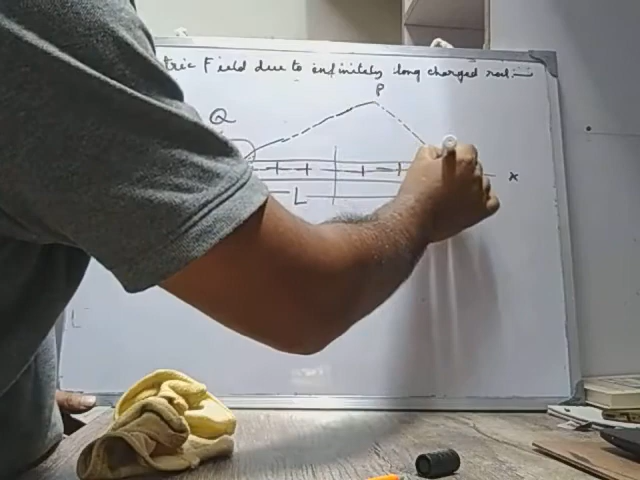 tric Field due to infinitely long charged rod:-
P
Q
x
L
L